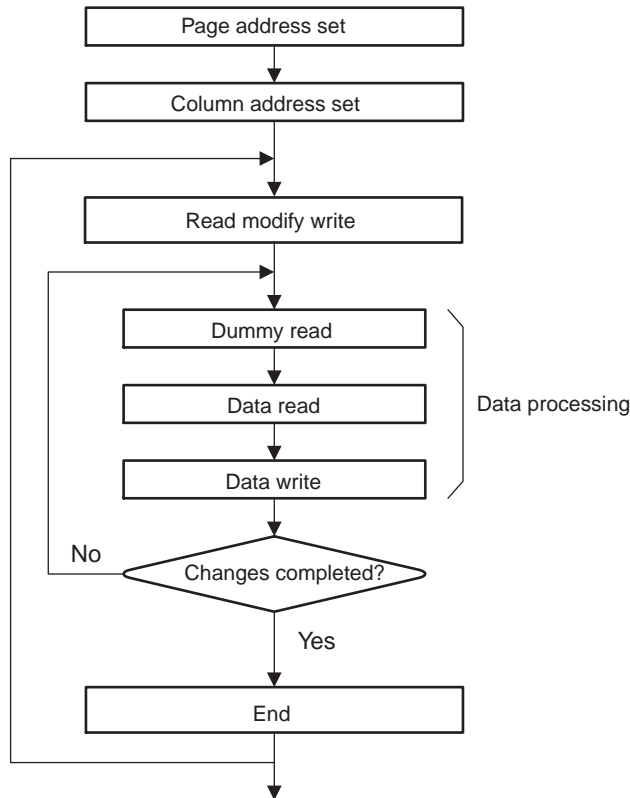 Page address set
Column address set
Read modify write
Dummy read
Data read
Data processing
Data write
No
Changes completed?
Yes
End